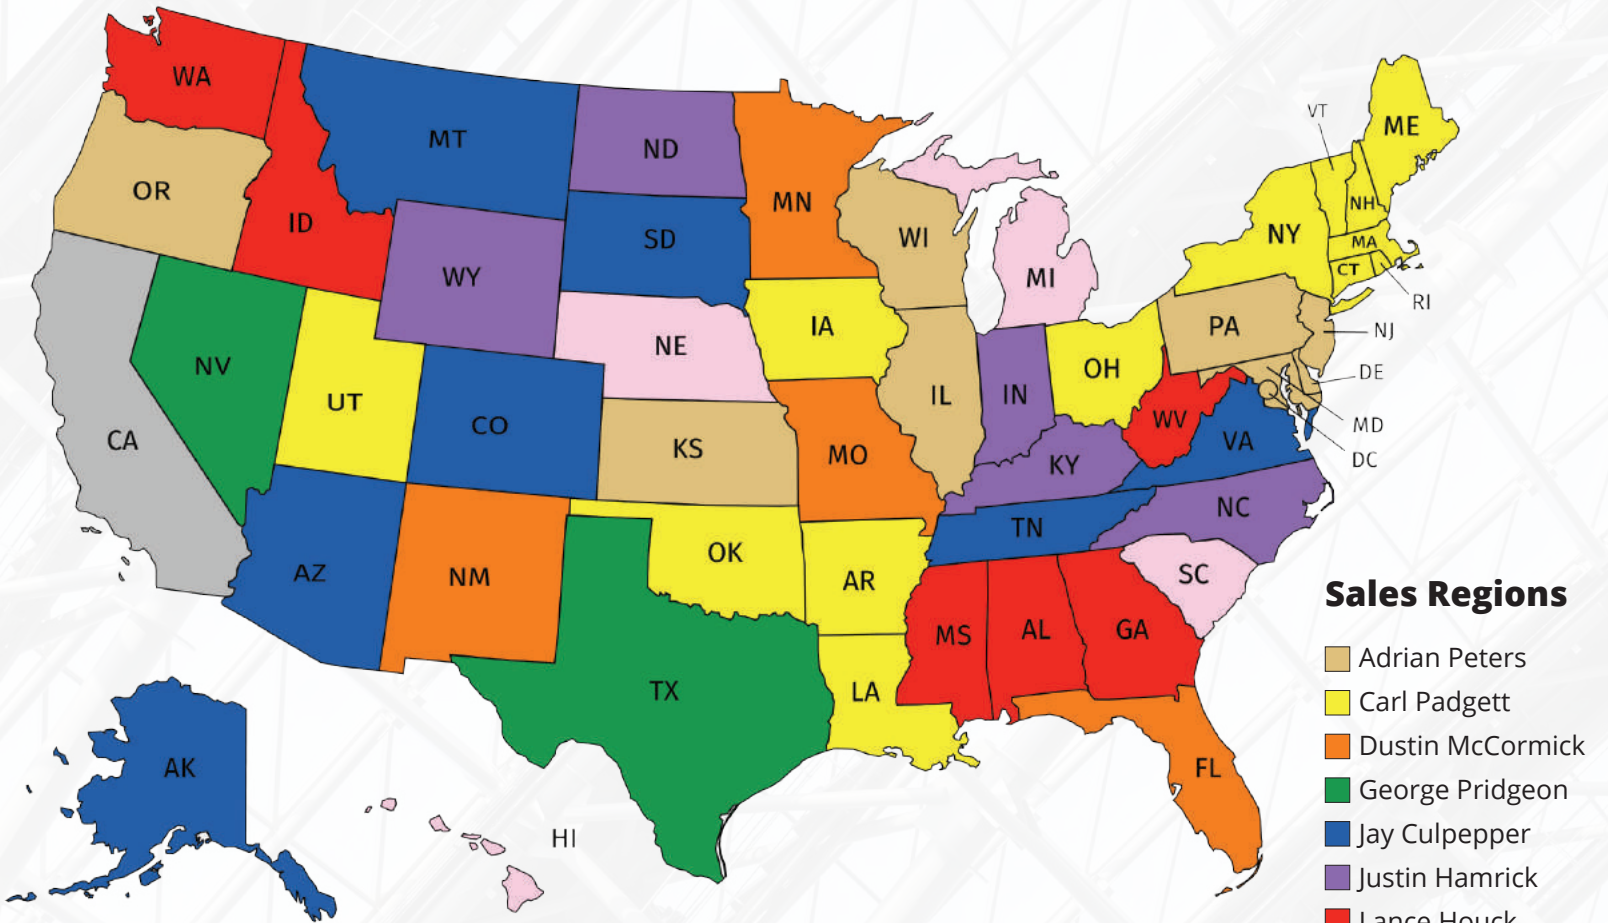 WA
MT
ND
MN
OR
ID
SD
WI
MI
WY
VT
ME
NH
NY
MA
CT
RI
NE
IA
PA
NJ
NV
UT
CO
IL
IN
OH
DE
WV
MD
CA
KS
MO
KY
VA
DC
NC
TN
AZ
NM
OK
AR
SC
MS
AL
GA
TX
LA
FL
AK
HI
Sales Regions
Adrian Peters
Carl Padgett
Dustin McCormick
George Pridgeon
Jay Culpepper
Justin Hamrick
Lance Houck